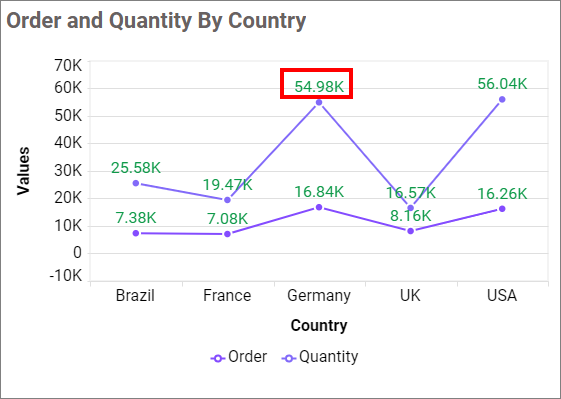 Order and Quantity By Country
Values
70K
60K
50K
40K
30K
20K
10K
0
-10K
54.98K
56.04K
25.58K
19.47K
16.57K
7.38K
7.08K
16.84K
8.16K
16.26K
Brazil
France
Germany
UK
USA
Country
Order
Quantity